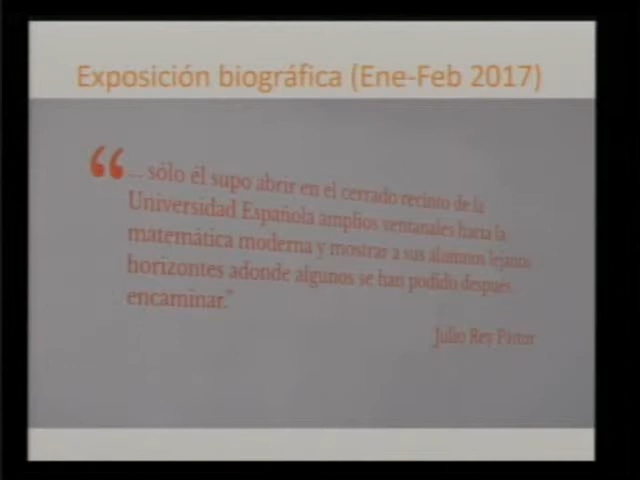 Exposición biográfica (Ene-Feb 2017)
“... sólo él supo abrir en el cerrado recinto de la
Universidad Española amplios ventanales hacia la
matemática moderna y mostrar a sus alumnos lejanos
horizontes adonde algunos se han podido después
encaminar."
Julio Rey Pastor